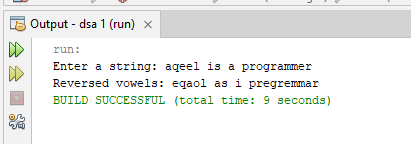 Output - dsa 1 (run) ×
run:
Enter a string: aqeel is a programmer
Reversed vowels: eqaol as i pregremmar
BUILD SUCCESSFUL (total time: 9 seconds)